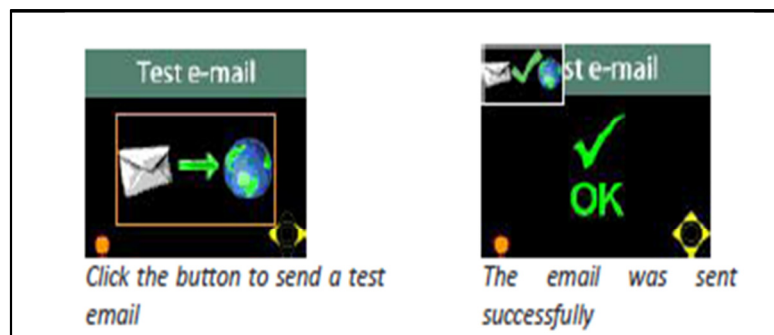 Test e-mail
Click the button to send a test
email
st e-mail
OK
The email was sent
successfully